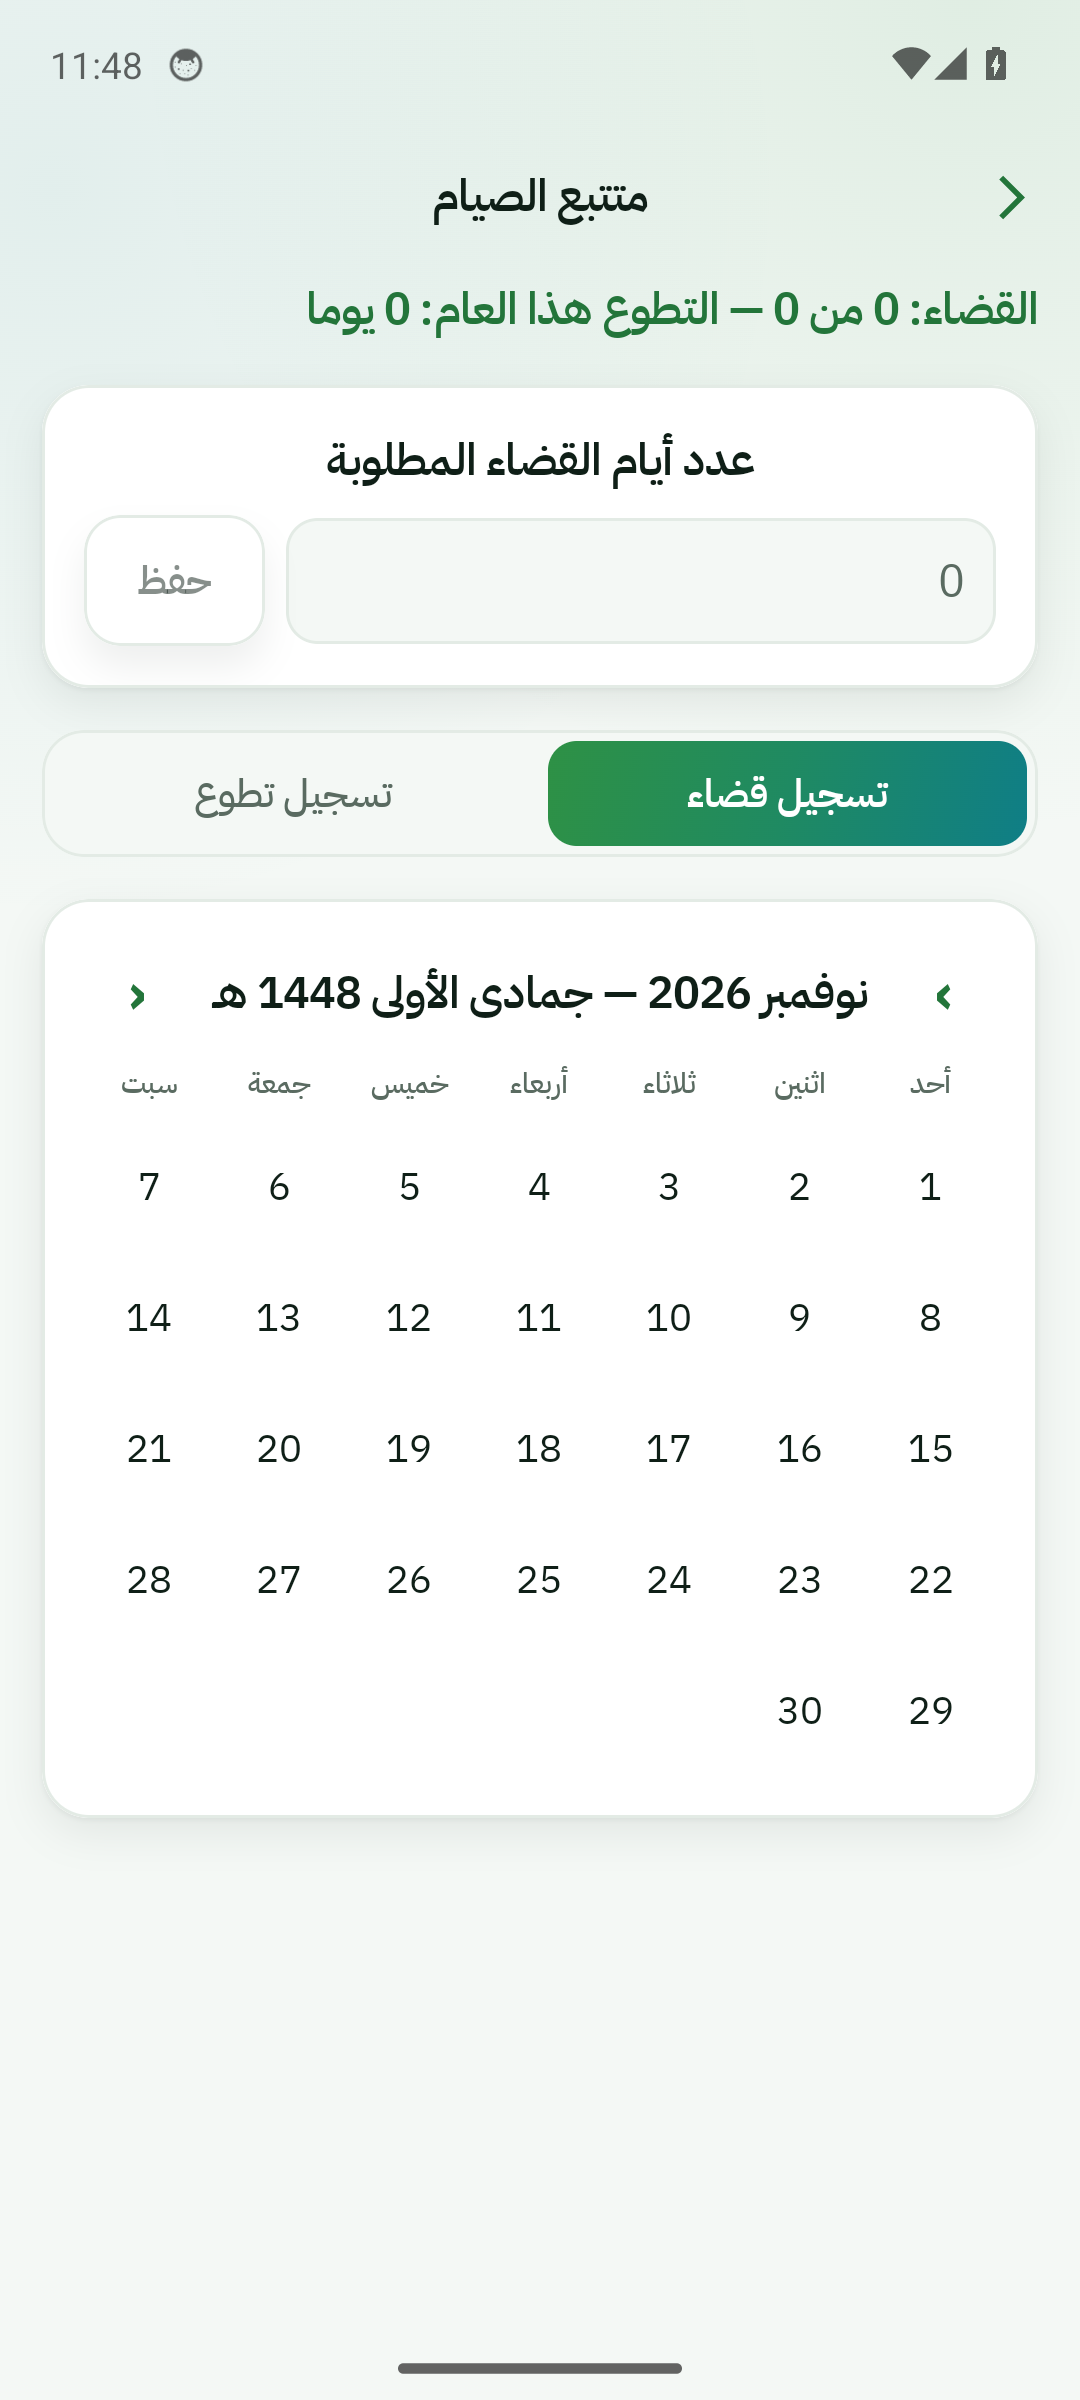 11:48
متتبع الصيام
القضاء: 0 من 0 — التطوع هذا العام: 0 يوما
عدد أيام القضاء المطلوبة
0 حفظ
تسجيل قضاء تسجيل تطوع
‹ نوفمبر 2026 — جمادى الأولى 1448 هـ ›
أحد اثنين ثلاثاء أربعاء خميس جمعة سبت
1 2 3 4 5 6 7
8 9 10 11 12 13 14
15 16 17 18 19 20 21
22 23 24 25 26 27 28
29 30